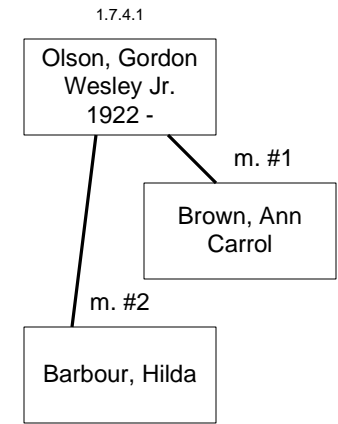 1.7.4.1
Olson, Gordon
Wesley Jr.
1922 -
m. #1
Brown, Ann
Carrol
m. #2
Barbour, Hilda